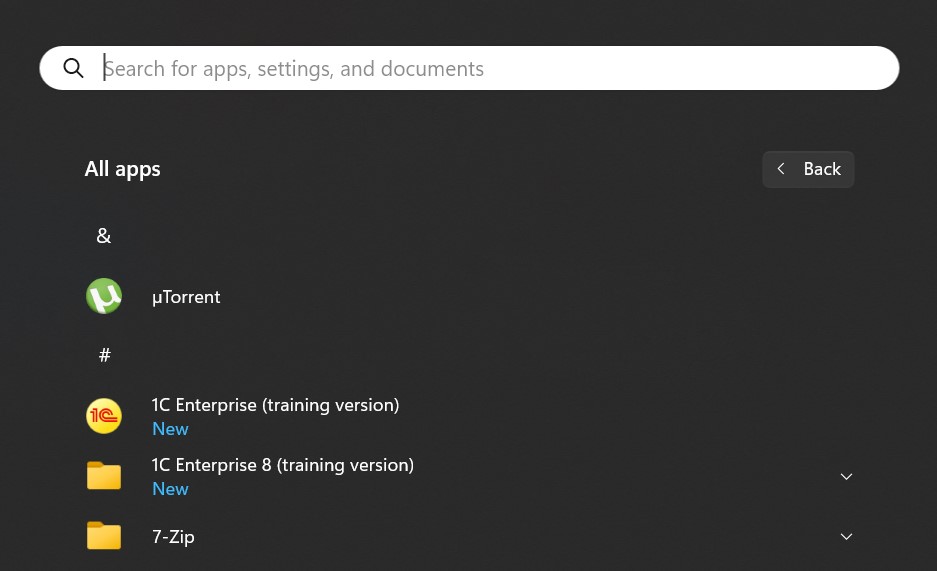 Search for apps, settings, and documents
All apps
Back
&
µTorrent
#
1C Enterprise (training version)
New
1C Enterprise 8 (training version)
New
7-Zip